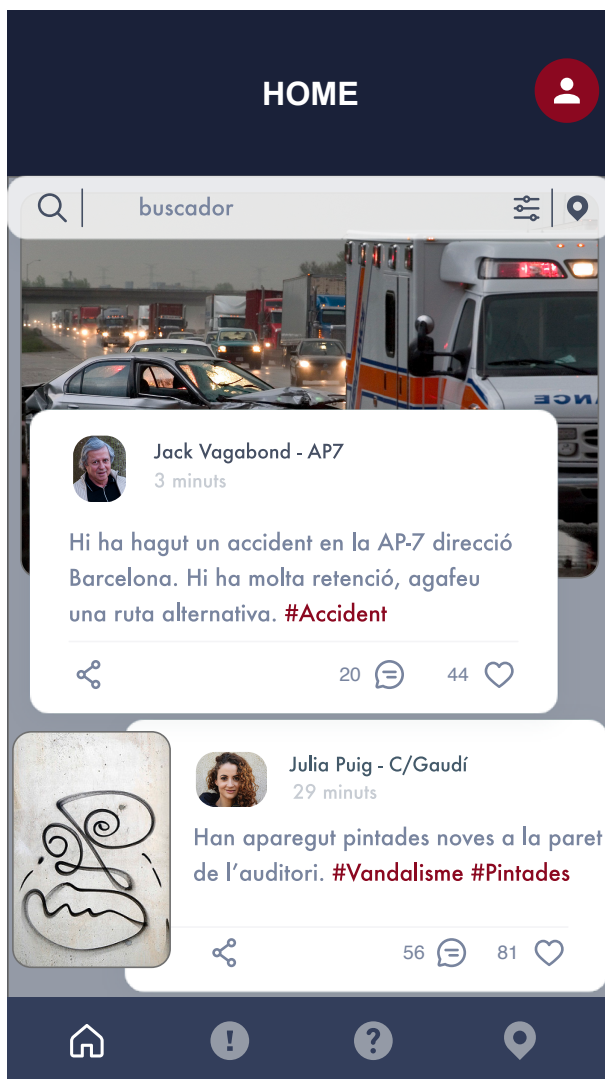 HOME
buscador
ƎƆИA
Jack Vagabond - AP7
3 minuts
Hi ha hagut un accident en la AP-7 direcció
Barcelona. Hi ha molta retenció, agafeu
una ruta alternativa. #Accident
20
44
Julia Puig - C/Gaudí
29 minuts
Han aparegut pintades noves a la paret
de l'auditori. #Vandalisme #Pintades
56
81